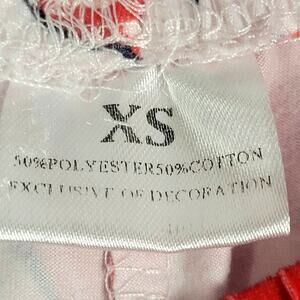 XS
50%POLYESTER50%COTTON
EXCLUSIVE OF DECORATION